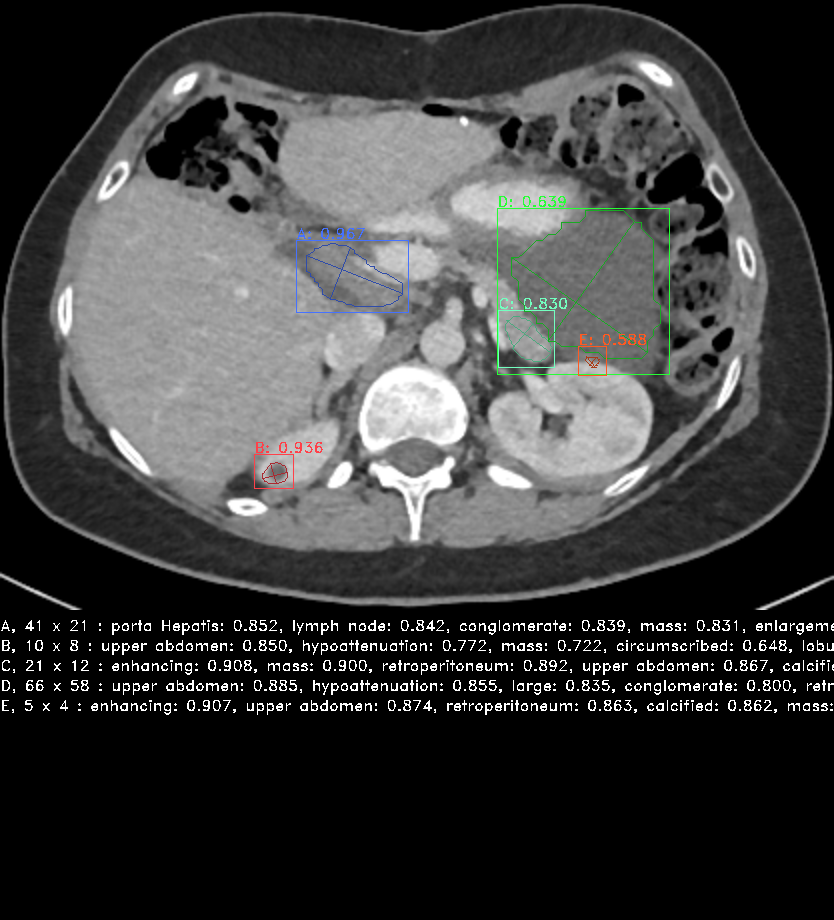 D: 0.639
A: 0.967
C: 0.830
E: 0.588
B: 0.936
A, 41 x 21 : porta Hepatis: 0.852, lymph node: 0.842, conglomerate: 0.839, mass: 0.831, enlargeme
B, 10 x 8 : upper abdomen: 0.850, hypoattenuation: 0.772, mass: 0.722, circumscribed: 0.648, lobu
C, 21 x 12 : enhancing: 0.908, mass: 0.900, retroperitoneum: 0.892, upper abdomen: 0.867, calcifie
D, 66 x 58 : upper abdomen: 0.885, hypoattenuation: 0.855, large: 0.835, conglomerate: 0.800, retr
E, 5 x 4 : enhancing: 0.907, upper abdomen: 0.874, retroperitoneum: 0.863, calcified: 0.862, mass: